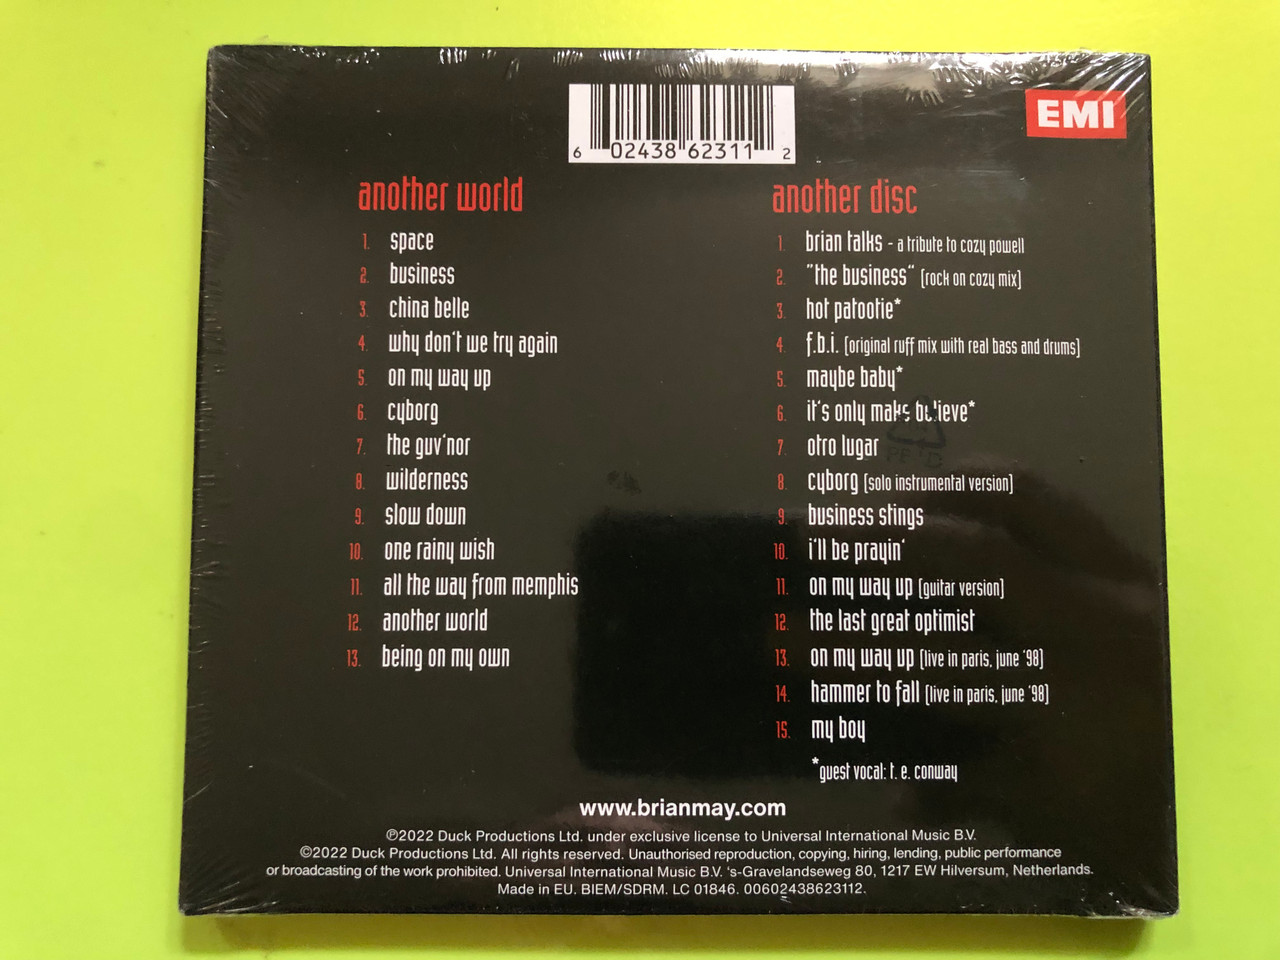 6 02438 62311 2
EMI
another world
1. space
2. business
3. china belle
4. why don't we try again
5. on my way up
6. cyborg
7. the guv'nor
8. wilderness
9. slow down
10. one rainy wish
11. all the way from memphis
12. another world
13. being on my own
another disc
1. brian talks - a tribute to cozy powell
2. "the business" (rock on cozy mix)
3. hot patootie*
4. f.b.i. (original ruff mix with real bass and drums)
5. maybe baby*
6. it's only make believe*
7. otro lugar
8. cyborg (solo instrumental version)
9. business stings
10. i'll be prayin'
11. on my way up (guitar version)
12. the last great optimist
13. on my way up (live in paris, june '98)
14. hammer to fall (live in paris, june '98)
15. my boy
*guest vocal: t. e. conway
www.brianmay.com
℗2022 Duck Productions Ltd. under exclusive license to Universal International Music B.V.
©2022 Duck Productions Ltd. All rights reserved. Unauthorised reproduction, copying, hiring, lending, public performance
or broadcasting of the work prohibited. Universal International Music B.V. 's-Gravelandseweg 80, 1217 EW Hilversum, Netherlands.
Made in EU. BIEM/SDRM. LC 01846. 00602438623112.